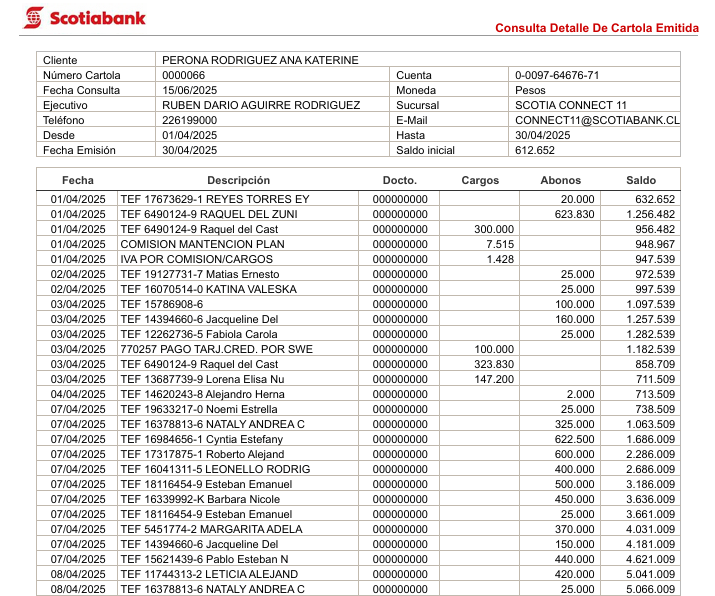 Scotiabank
Consulta Detalle De Cartola Emitida
Cliente PERONA RODRIGUEZ ANA KATERINE
Número Cartola 0000066 Cuenta 0-0097-64676-71
Fecha Consulta 15/06/2025 Moneda Pesos
Ejecutivo RUBEN DARIO AGUIRRE RODRIGUEZ Sucursal SCOTIA CONNECT 11
Teléfono 226199000 E-Mail CONNECT11@SCOTIABANK.CL
Desde 01/04/2025 Hasta 30/04/2025
Fecha Emisión 30/04/2025 Saldo inicial 612.652
Fecha Descripción Docto. Cargos Abonos Saldo
01/04/2025 TEF 17673629-1 REYES TORRES EY 000000000 20.000 632.652
01/04/2025 TEF 6490124-9 RAQUEL DEL ZUNI 000000000 623.830 1.256.482
01/04/2025 TEF 6490124-9 Raquel del Cast 000000000 300.000 956.482
01/04/2025 COMISION MANTENCION PLAN 000000000 7.515 948.967
01/04/2025 IVA POR COMISION/CARGOS 000000000 1.428 947.539
02/04/2025 TEF 19127731-7 Matias Ernesto 000000000 25.000 972.539
02/04/2025 TEF 16070514-0 KATINA VALESKA 000000000 25.000 997.539
03/04/2025 TEF 15786908-6 000000000 100.000 1.097.539
03/04/2025 TEF 14394660-6 Jacqueline Del 000000000 160.000 1.257.539
03/04/2025 TEF 12262736-5 Fabiola Carola 000000000 25.000 1.282.539
03/04/2025 770257 PAGO TARJ.CRED. POR SWE 000000000 100.000 1.182.539
03/04/2025 TEF 6490124-9 Raquel del Cast 000000000 323.830 858.709
03/04/2025 TEF 13687739-9 Lorena Elisa Nu 000000000 147.200 711.509
04/04/2025 TEF 14620243-8 Alejandro Herna 000000000 2.000 713.509
07/04/2025 TEF 19633217-0 Noemi Estrella 000000000 25.000 738.509
07/04/2025 TEF 16378813-6 NATALY ANDREA C 000000000 325.000 1.063.509
07/04/2025 TEF 16984656-1 Cyntia Estefany 000000000 622.500 1.686.009
07/04/2025 TEF 17317875-1 Roberto Alejand 000000000 600.000 2.286.009
07/04/2025 TEF 16041311-5 LEONELLO RODRIG 000000000 400.000 2.686.009
07/04/2025 TEF 18116454-9 Esteban Emanuel 000000000 500.000 3.186.009
07/04/2025 TEF 16339992-K Barbara Nicole 000000000 450.000 3.636.009
07/04/2025 TEF 18116454-9 Esteban Emanuel 000000000 25.000 3.661.009
07/04/2025 TEF 5451774-2 MARGARITA ADELA 000000000 370.000 4.031.009
07/04/2025 TEF 14394660-6 Jacqueline Del 000000000 150.000 4.181.009
07/04/2025 TEF 15621439-6 Pablo Esteban N 000000000 440.000 4.621.009
08/04/2025 TEF 11744313-2 LETICIA ALEJAND 000000000 420.000 5.041.009
08/04/2025 TEF 16378813-6 NATALY ANDREA C 000000000 25.000 5.066.009